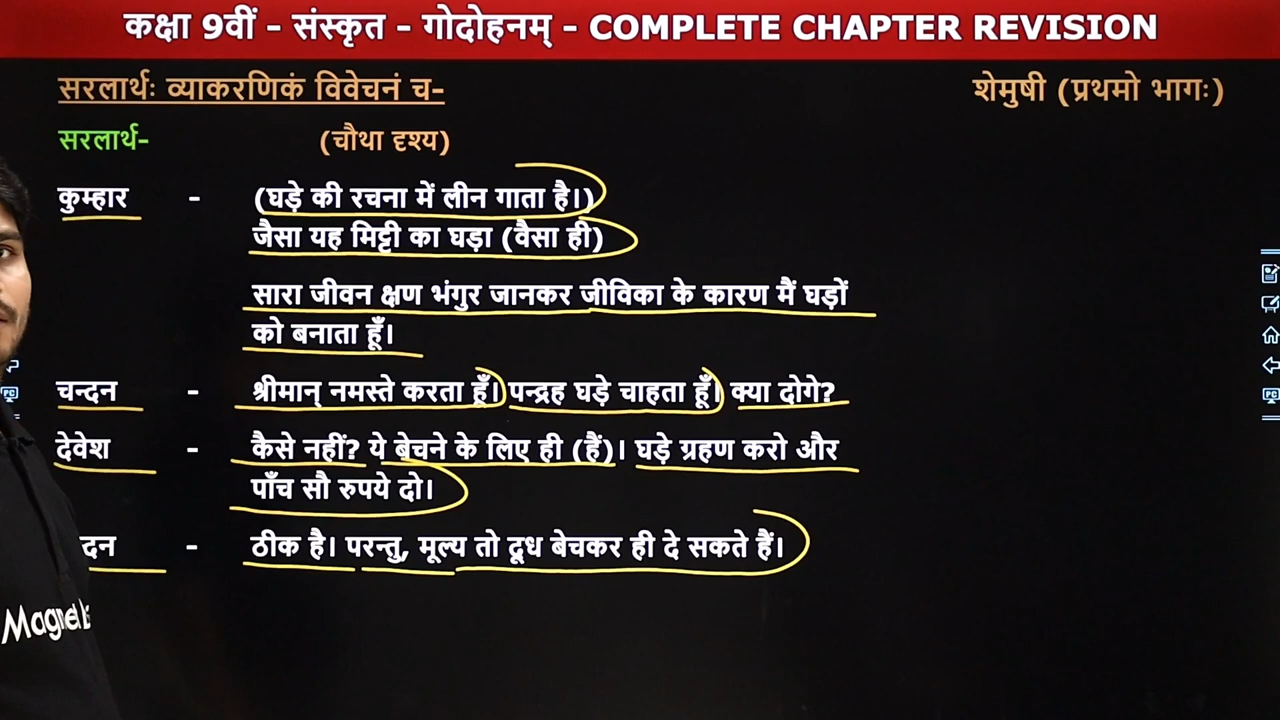 कक्षा 9वीं - संस्कृत - गोदोहनम् - COMPLETE CHAPTER REVISION
सरलार्थः व्याकरणिकं विवेचनं च-
शेमुषी (प्रथमो भागः)
सरलार्थ- (चौथा दृश्य)
कुम्हार - (घड़े की रचना में लीन गाता है।)
जैसा यह मिट्टी का घड़ा (वैसा ही)
सारा जीवन क्षण भंगुर जानकर जीविका के कारण मैं घड़ों
को बनाता हूँ।
चन्दन - श्रीमान् नमस्ते करता हूँ। पन्द्रह घड़े चाहता हूँ। क्या दोगे?
देवेश - कैसे नहीं? ये बेचने के लिए ही (हैं)। घड़े ग्रहण करो और
पाँच सौ रुपये दो।
दन - ठीक है। परन्तु, मूल्य तो दूध बेचकर ही दे सकते हैं।
PC
PC